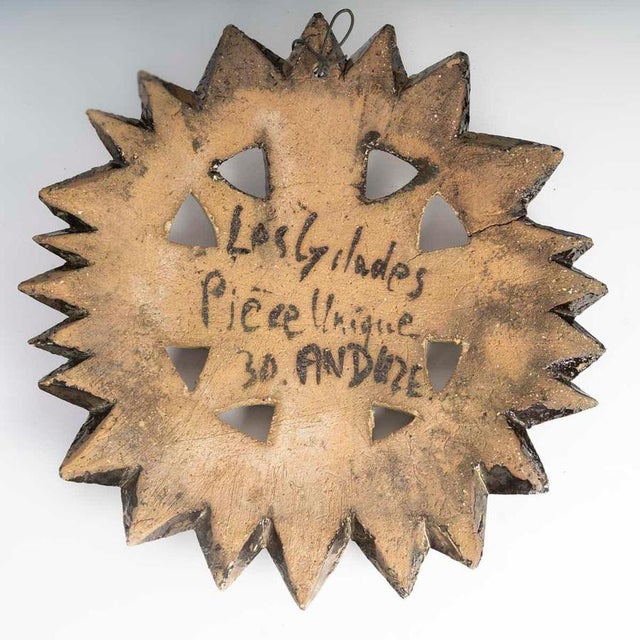 Les Cyclades
Pièce Unique
30. ANDUZE